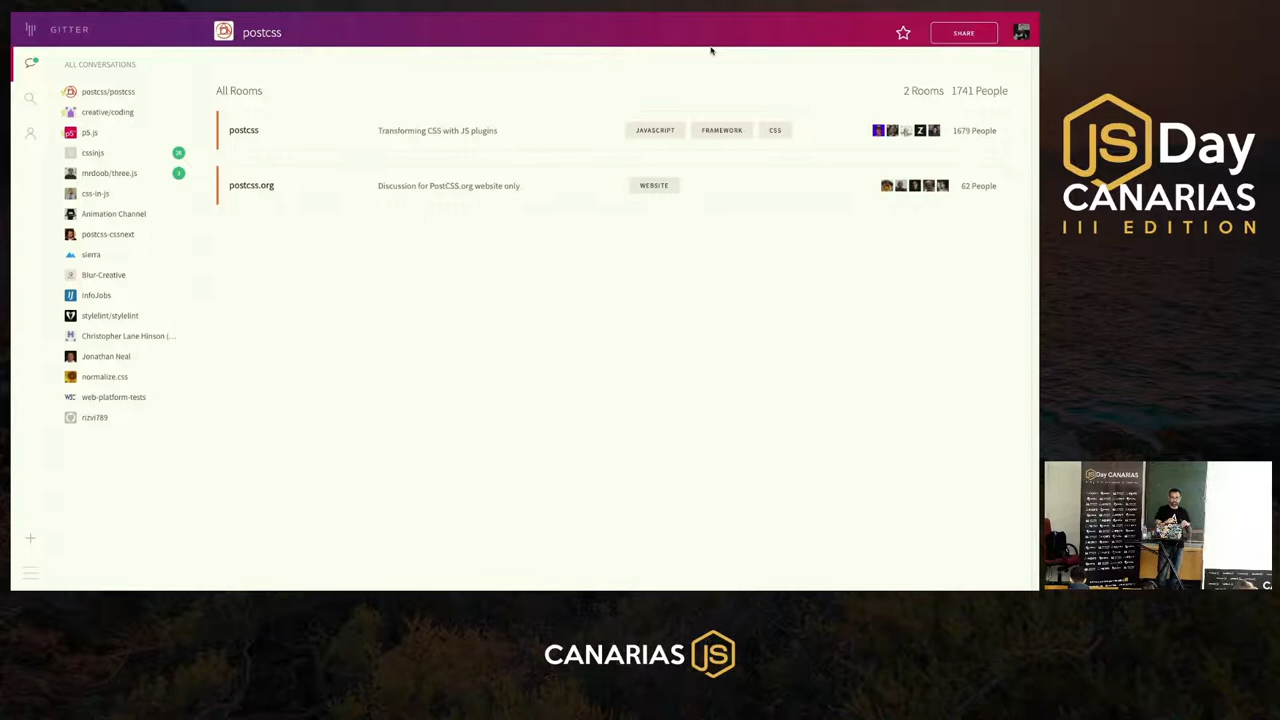 GITTER
postcss
SHARE
ALL CONVERSATIONS
postcss/postcss
creative/coding
p5.js
cssinjs
26
mrdoob/three.js
3
css-in-js
Animation Channel
postcss-cssnext
sierra
Blur-Creative
InfoJobs
stylelint/stylelint
Christopher Lane Hinson (...
Jonathan Neal
normalize.css
web-platform-tests
rizvi789
All Rooms
2 Rooms 1741 People
postcss
Transforming CSS with JS plugins
JAVASCRIPT FRAMEWORK CSS
1679 People
postcss.org
Discussion for PostCSS.org website only
WEBSITE
62 People
JS Day
CANARIAS
III EDITION
JSDay CANARIAS
CANARIAS JS